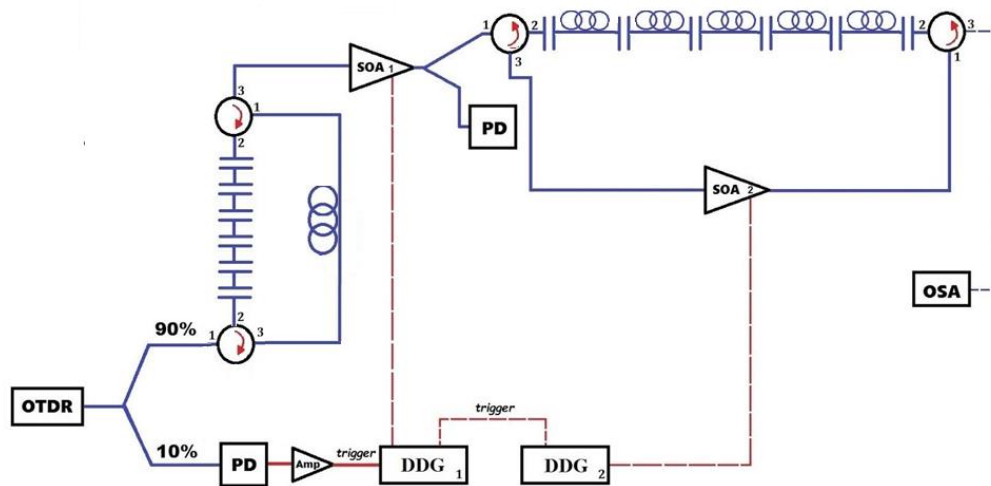 1
2
2
3
3
1
SOA 1
PD
3
1
2
SOA 2
OSA
90%
1
2
3
OTDR
10%
PD
Amp
trigger
DDG 1
trigger
DDG 2